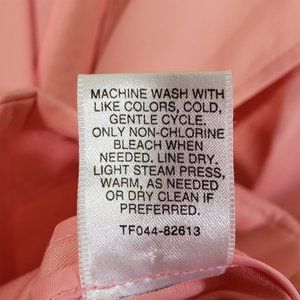 MACHINE WASH WITH
LIKE COLORS, COLD,
GENTLE CYCLE.
ONLY NON-CHLORINE
BLEACH WHEN
NEEDED. LINE DRY.
LIGHT STEAM PRESS,
WARM, AS NEEDED
OR DRY CLEAN IF
PREFERRED.
TF044-82613